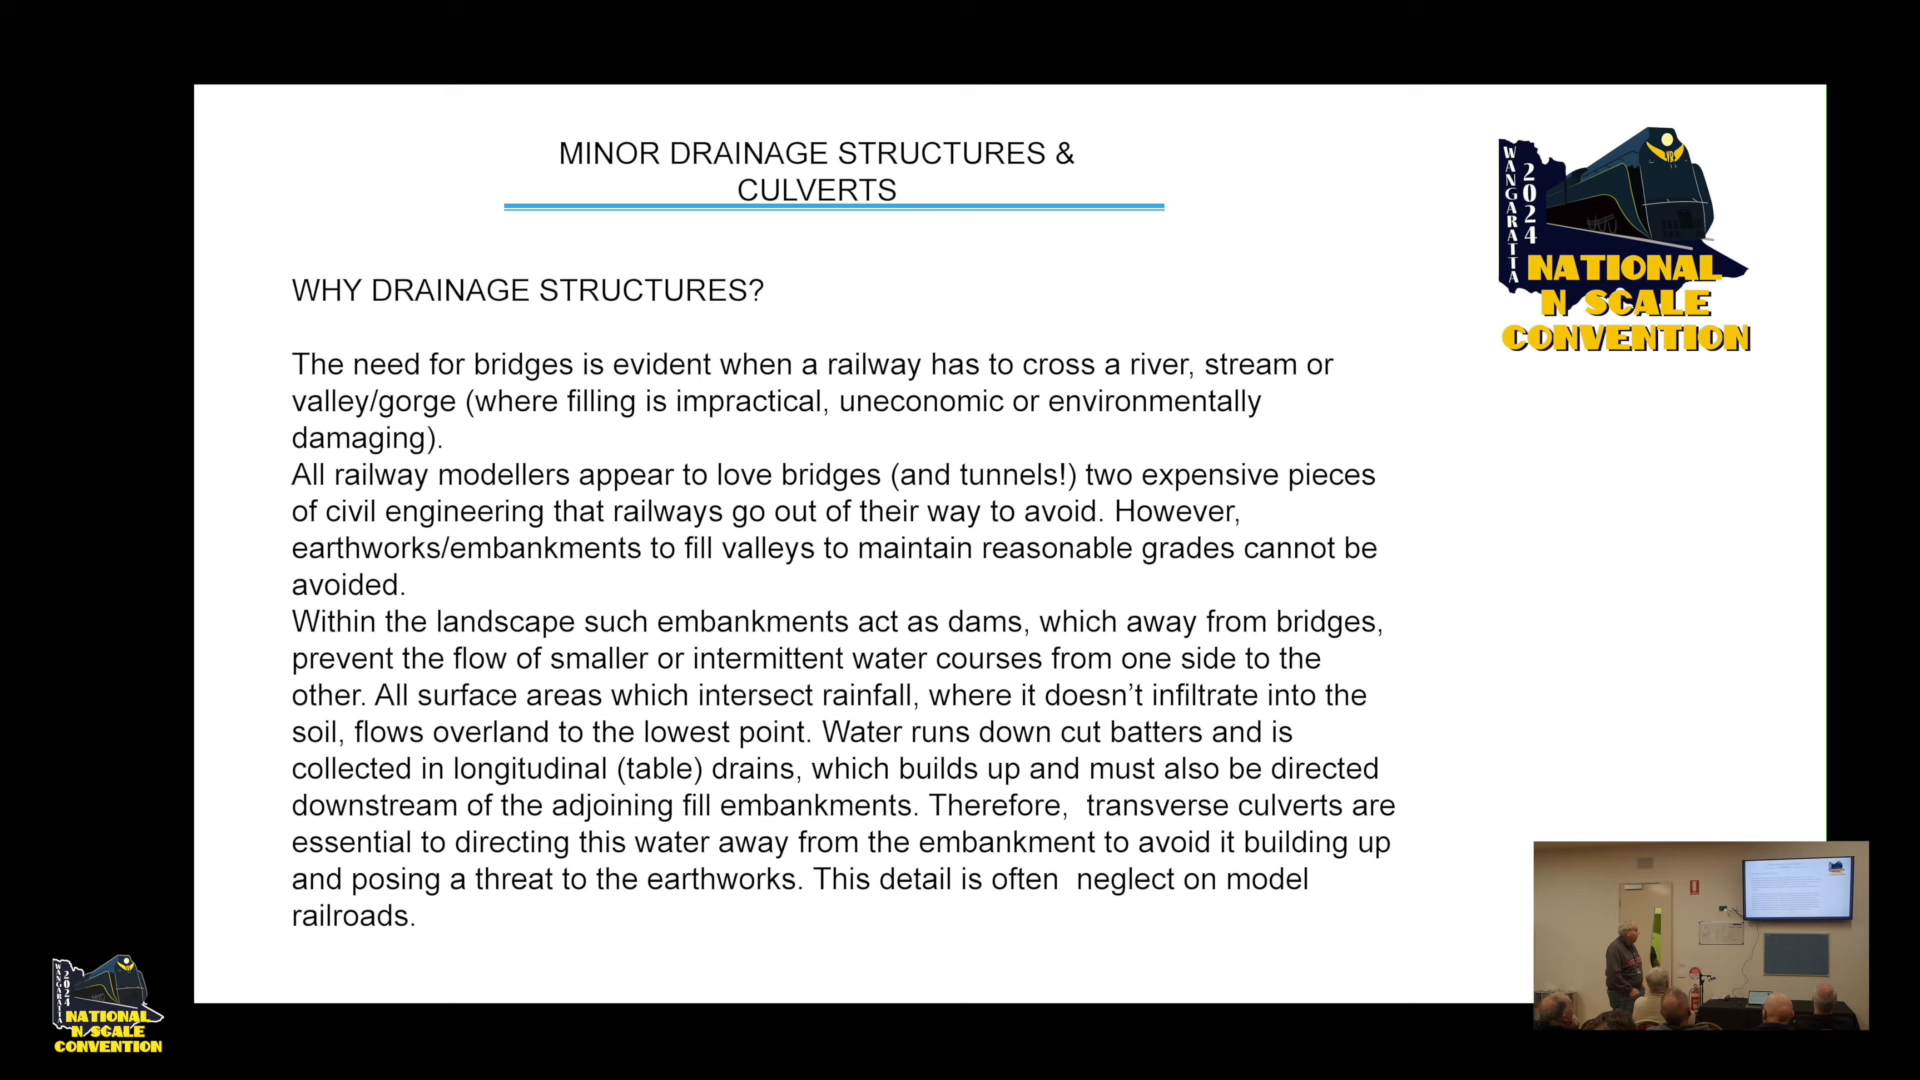 MINOR DRAINAGE STRUCTURES &
CULVERTS
WANGARATTA
2024
NATIONAL
N SCALE
CONVENTION
WHY DRAINAGE STRUCTURES?
The need for bridges is evident when a railway has to cross a river, stream or
valley/gorge (where filling is impractical, uneconomic or environmentally
damaging).
All railway modellers appear to love bridges (and tunnels!) two expensive pieces
of civil engineering that railways go out of their way to avoid. However,
earthworks/embankments to fill valleys to maintain reasonable grades cannot be
avoided.
Within the landscape such embankments act as dams, which away from bridges,
prevent the flow of smaller or intermittent water courses from one side to the
other. All surface areas which intersect rainfall, where it doesn’t infiltrate into the
soil, flows overland to the lowest point. Water runs down cut batters and is
collected in longitudinal (table) drains, which builds up and must also be directed
downstream of the adjoining fill embankments. Therefore,  transverse culverts are
essential to directing this water away from the embankment to avoid it building up
and posing a threat to the earthworks. This detail is often  neglect on model
railroads.
WANGARATTA
2024
NATIONAL
N SCALE
CONVENTION